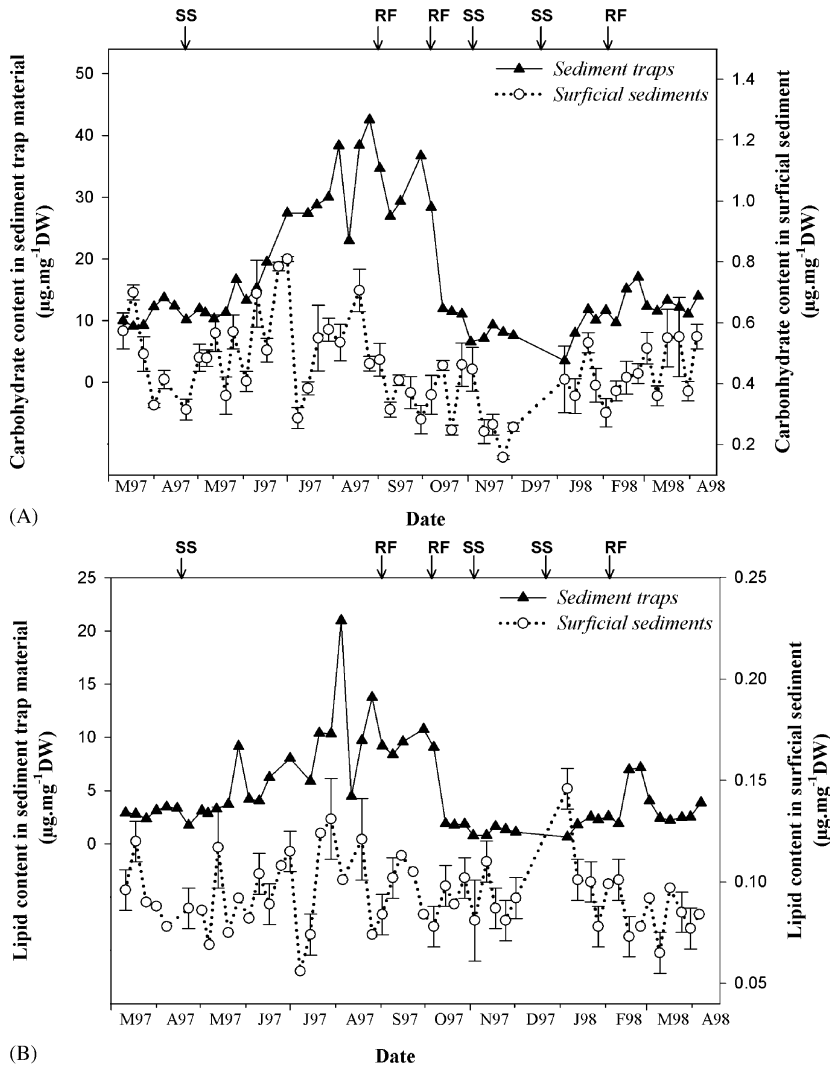 SS RF RF SS SS RF
Sediment traps
Surficial sediments
50
40
30
20
10
0
1.4
1.2
1.0
0.8
0.6
0.4
0.2
Carbohydrate content in sediment trap material
(µg.mg-1DW)
Carbonhydrate content in surficial sediment
(µg.mg-1DW)
M97 A97 M97 J97 J97 A97 S97 O97 N97 D97 J98 F98 M98 A98
(A)
Date
SS RF RF SS SS RF
Sediment traps
Surficial sediments
25
20
15
10
5
0
0.25
0.20
0.15
0.10
0.05
Lipid content in sediment trap material
(µg.mg-1DW)
Lipid content in surficial sediment
(µg.mg-1DW)
M97 A97 M97 J97 J97 A97 S97 O97 N97 D97 J98 F98 M98 A98
(B)
Date